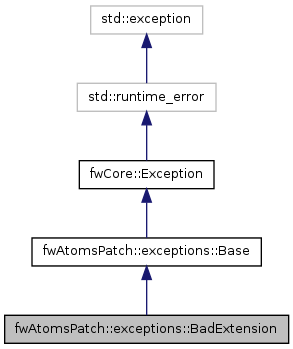 std::exception
std::runtime_error
fwCore::Exception
fwAtomsPatch::exceptions::Base
fwAtomsPatch::exceptions::BadExtension